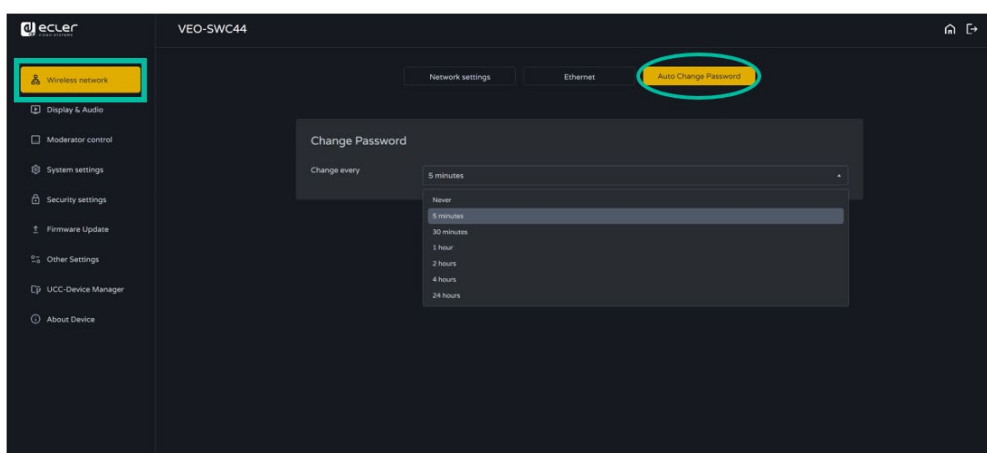 ecler
VEO-SWC44
Wireless network
Display & Audio
Moderator control
System settings
Security settings
Firmware Update
Other Settings
UCC-Device Manager
About Device
Network settings
Ethernet
Auto Change Password
Change Password
Change every
5 minutes
Never
5 minutes
30 minutes
1 hour
2 hours
4 hours
24 hours